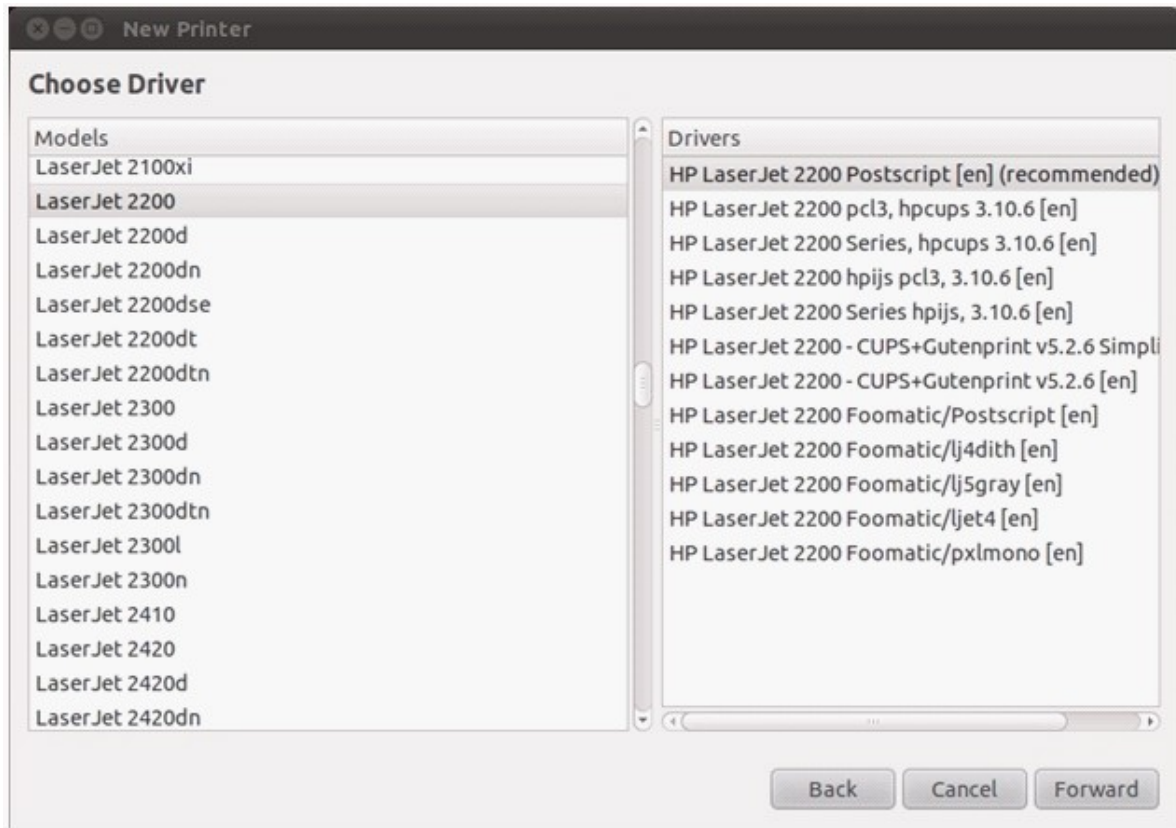 New Printer
Choose Driver
Models
LaserJet 2100xi
LaserJet 2200
LaserJet 2200d
LaserJet 2200dn
LaserJet 2200dse
LaserJet 2200dt
LaserJet 2200dtn
LaserJet 2300
LaserJet 2300d
LaserJet 2300dn
LaserJet 2300dtn
LaserJet 2300l
LaserJet 2300n
LaserJet 2410
LaserJet 2420
LaserJet 2420d
LaserJet 2420dn
Drivers
HP LaserJet 2200 Postscript [en] (recommended)
HP LaserJet 2200 pcl3, hpcups 3.10.6 [en]
HP LaserJet 2200 Series, hpcups 3.10.6 [en]
HP LaserJet 2200 hpijs pcl3, 3.10.6 [en]
HP LaserJet 2200 Series hpijs, 3.10.6 [en]
HP LaserJet 2200 - CUPS+Gutenprint v5.2.6 Simpli
HP LaserJet 2200 - CUPS+Gutenprint v5.2.6 [en]
HP LaserJet 2200 Foomatic/Postscript [en]
HP LaserJet 2200 Foomatic/lj4dith [en]
HP LaserJet 2200 Foomatic/lj5gray [en]
HP LaserJet 2200 Foomatic/ljet4 [en]
HP LaserJet 2200 Foomatic/pxlmono [en]
Back Cancel Forward